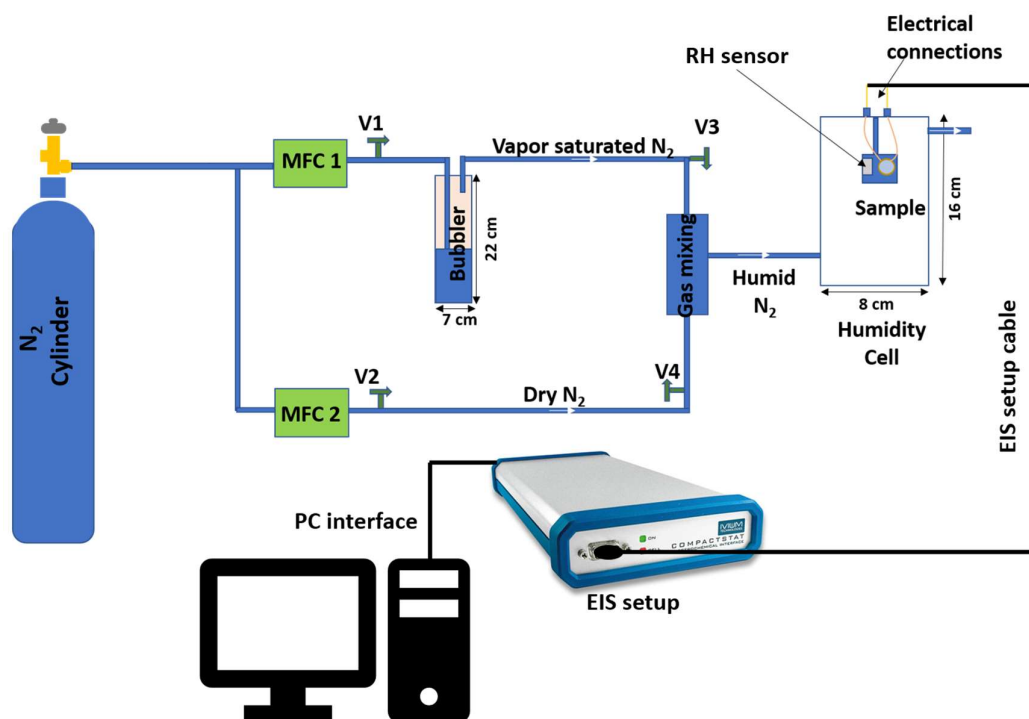 Electrical
connections
RH sensor
V1
V3
MFC 1
Vapor saturated N₂
Bubbler
22 cm
7 cm
Gas mixing
Humid
N₂
Sample
16 cm
8 cm
Humidity
Cell
N₂
Cylinder
V2
V4
MFC 2
Dry N₂
EIS setup cable
PC interface
IVIUM
ON
COMPACTSTAT
EIS setup